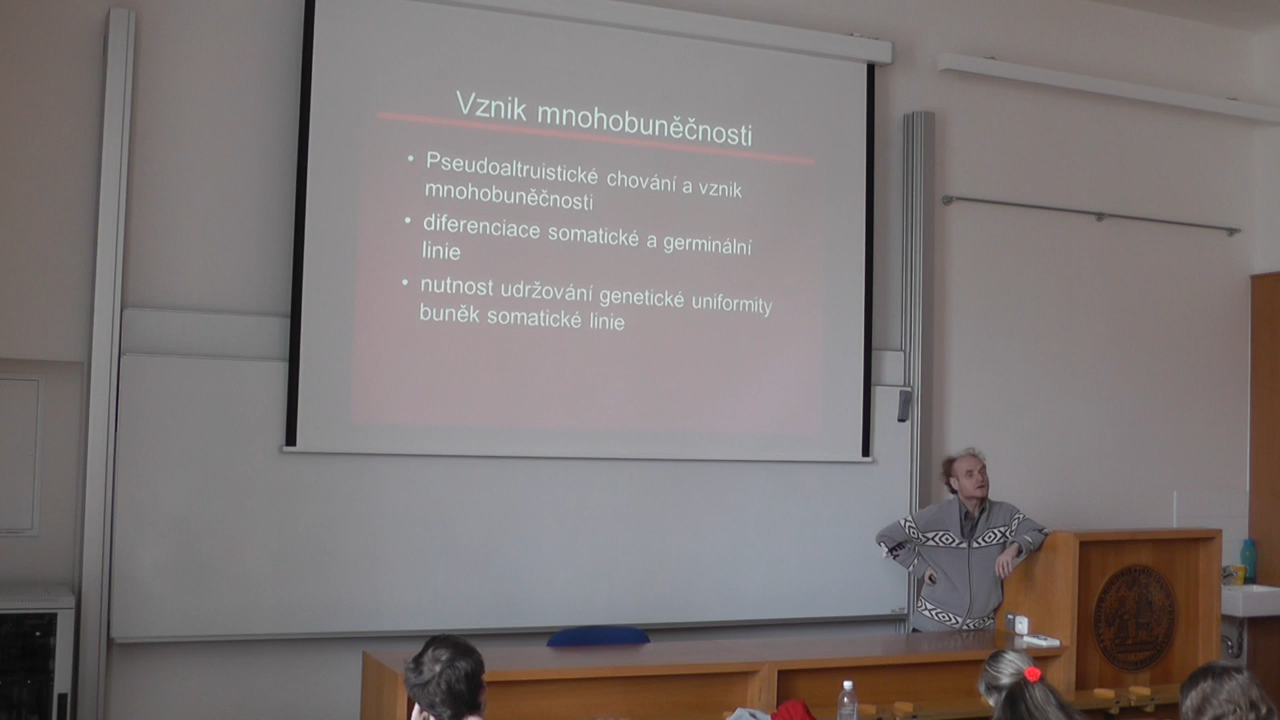 Vznik mnohobuněčnosti
• Pseudoaltruistické chování a vznik
mnohobuněčnosti
• diferenciace somatické a germinální
linie
• nutnost udržování genetické uniformity
buněk somatické linie